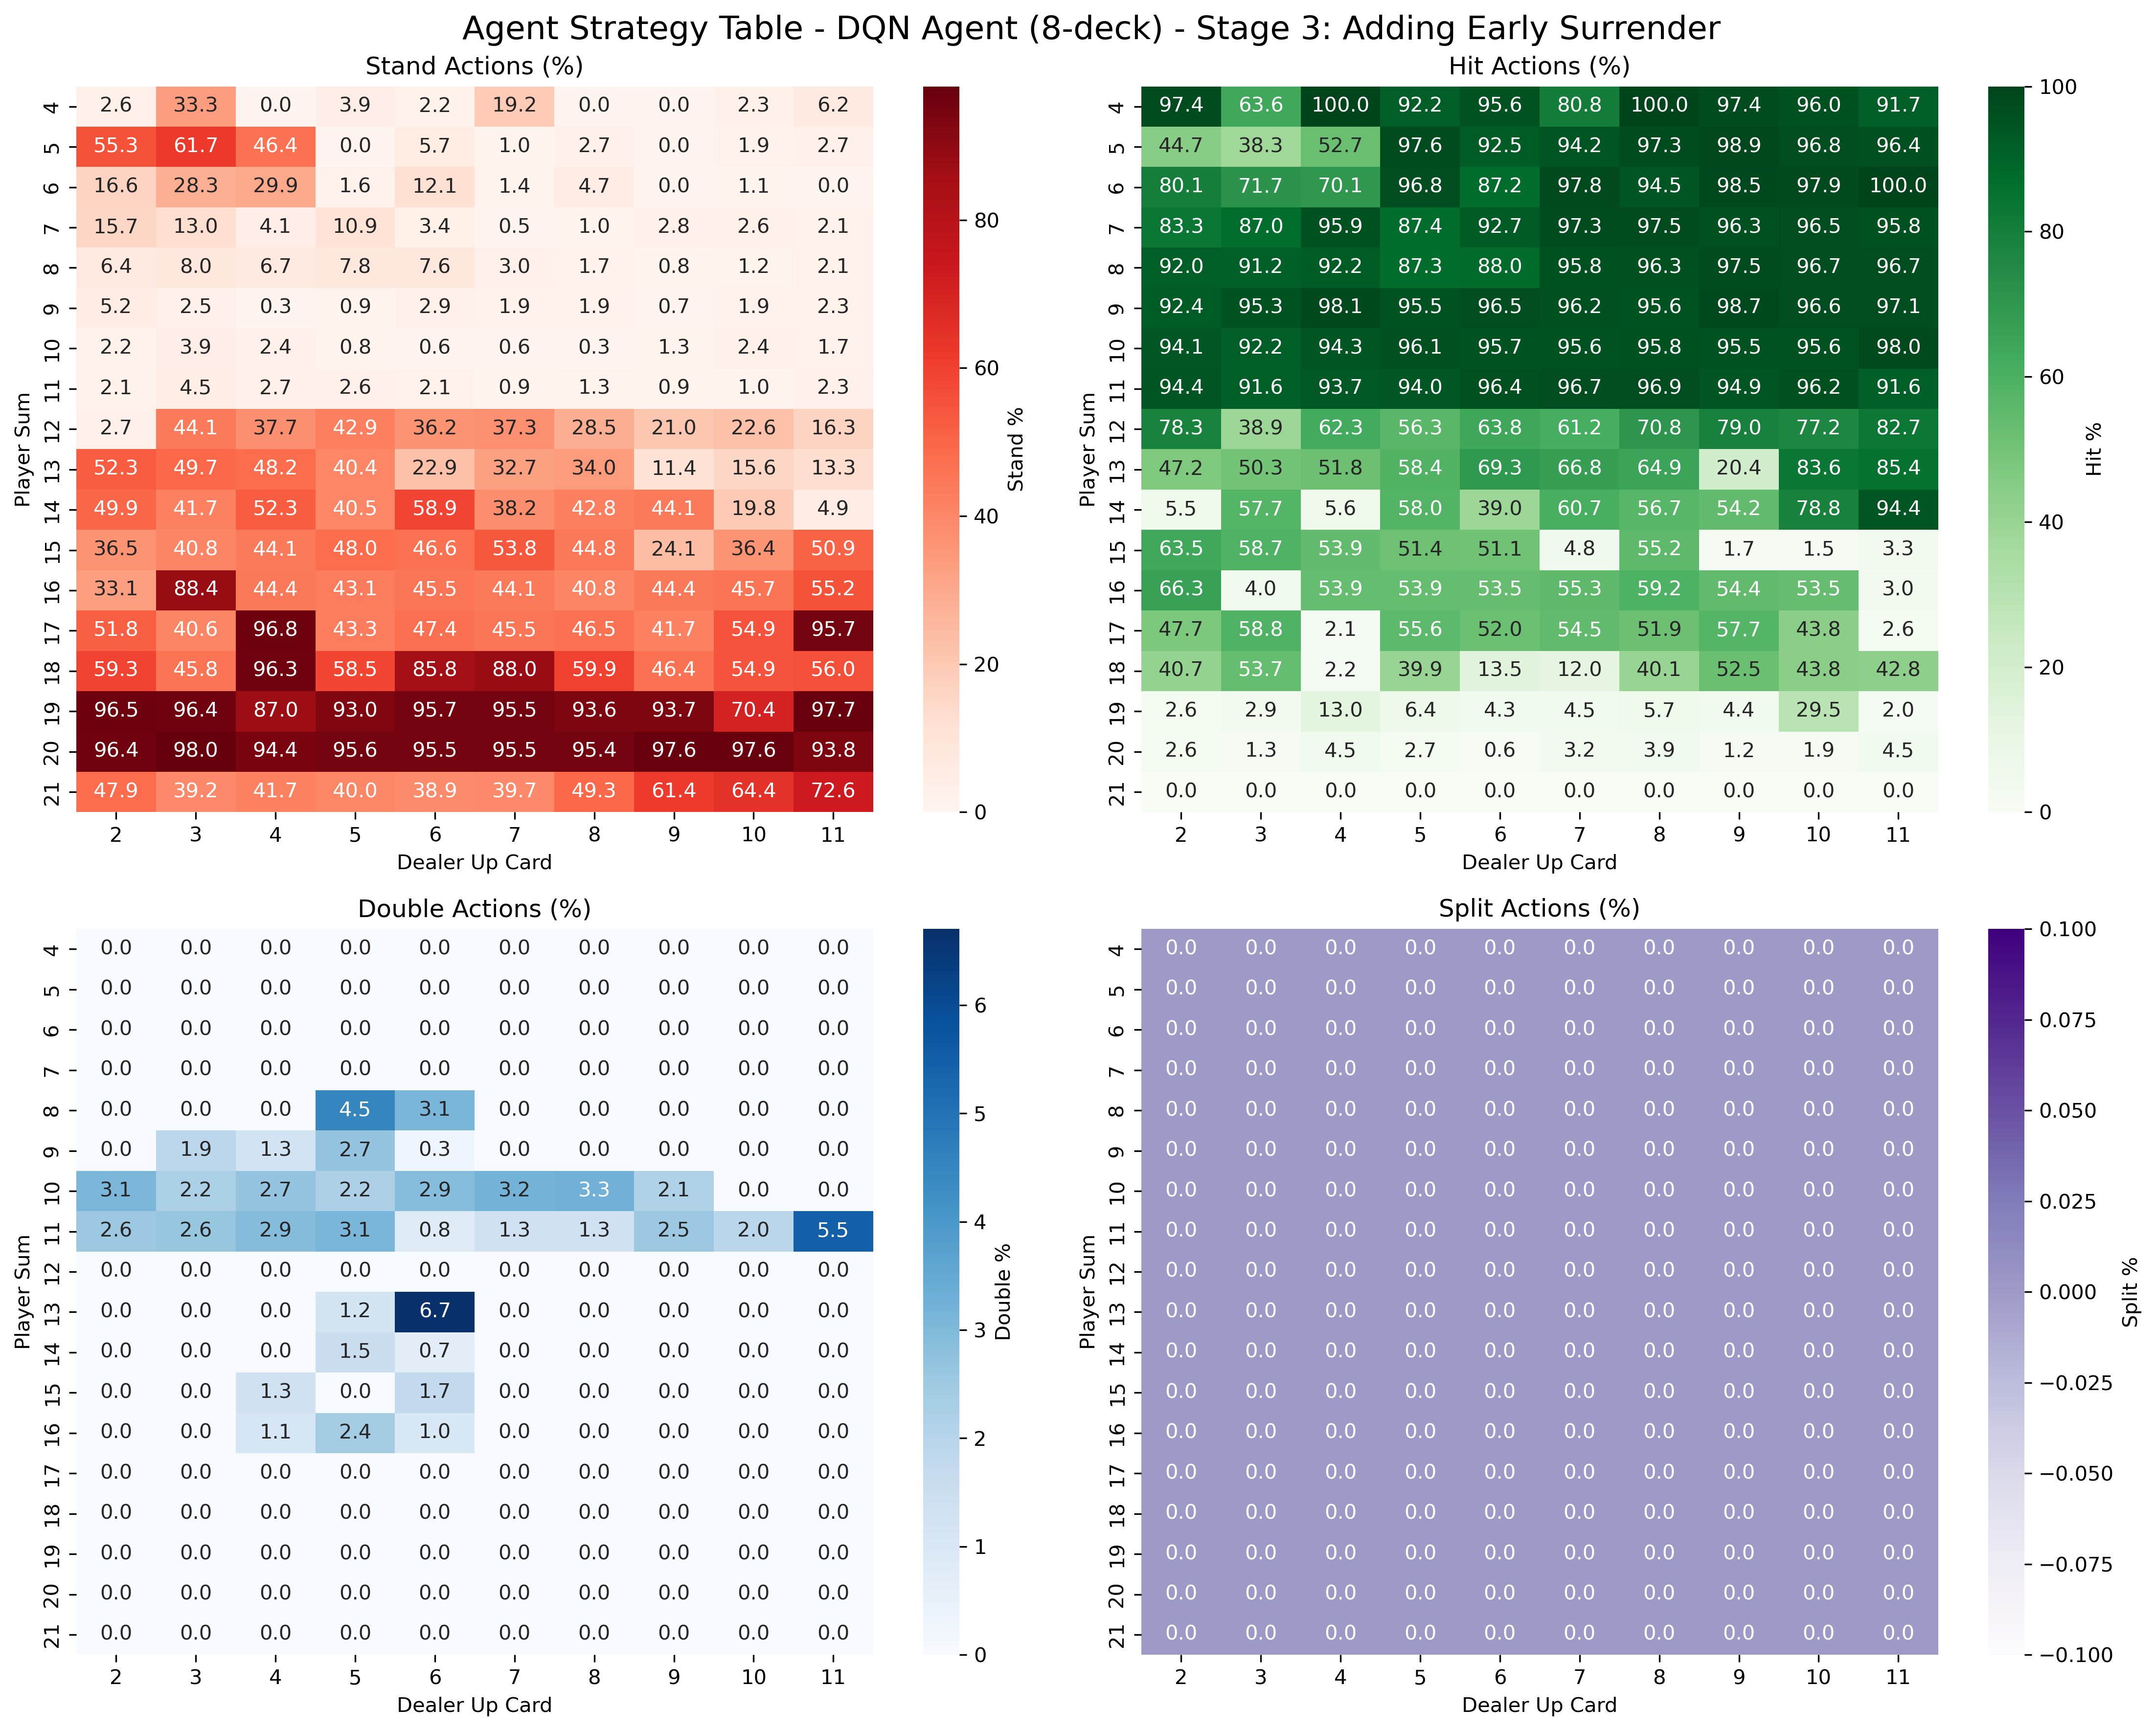 Agent Strategy Table - DQN Agent (8-deck) - Stage 3: Adding Early Surrender
Stand Actions (%)
4 2.6 33.3 0.0 3.9 2.2 19.2 0.0 0.0 2.3 6.2
5 55.3 61.7 46.4 0.0 5.7 1.0 2.7 0.0 1.9 2.7
6 16.6 28.3 29.9 1.6 12.1 1.4 4.7 0.0 1.1 0.0
7 15.7 13.0 4.1 10.9 3.4 0.5 1.0 2.8 2.6 2.1
8 6.4 8.0 6.7 7.8 7.6 3.0 1.7 0.8 1.2 2.1
9 5.2 2.5 0.3 0.9 2.9 1.9 1.9 0.7 1.9 2.3
10 2.2 3.9 2.4 0.8 0.6 0.6 0.3 1.3 2.4 1.7
11 2.1 4.5 2.7 2.6 2.1 0.9 1.3 0.9 1.0 2.3
12 2.7 44.1 37.7 42.9 36.2 37.3 28.5 21.0 22.6 16.3
13 52.3 49.7 48.2 40.4 22.9 32.7 34.0 11.4 15.6 13.3
14 49.9 41.7 52.3 40.5 58.9 38.2 42.8 44.1 19.8 4.9
15 36.5 40.8 44.1 48.0 46.6 53.8 44.8 24.1 36.4 50.9
16 33.1 88.4 44.4 43.1 45.5 44.1 40.8 44.4 45.7 55.2
17 51.8 40.6 96.8 43.3 47.4 45.5 46.5 41.7 54.9 95.7
18 59.3 45.8 96.3 58.5 85.8 88.0 59.9 46.4 54.9 56.0
19 96.5 96.4 87.0 93.0 95.7 95.5 93.6 93.7 70.4 97.7
20 96.4 98.0 94.4 95.6 95.5 95.5 95.4 97.6 97.6 93.8
21 47.9 39.2 41.7 40.0 38.9 39.7 49.3 61.4 64.4 72.6
2 3 4 5 6 7 8 9 10 11
Dealer Up Card
Player Sum
80
60
40
20
0
Stand %
Hit Actions (%)
4 97.4 63.6 100.0 92.2 95.6 80.8 100.0 97.4 96.0 91.7
5 44.7 38.3 52.7 97.6 92.5 94.2 97.3 98.9 96.8 96.4
6 80.1 71.7 70.1 96.8 87.2 97.8 94.5 98.5 97.9 100.0
7 83.3 87.0 95.9 87.4 92.7 97.3 97.5 96.3 96.5 95.8
8 92.0 91.2 92.2 87.3 88.0 95.8 96.3 97.5 96.7 96.7
9 92.4 95.3 98.1 95.5 96.5 96.2 95.6 98.7 96.6 97.1
10 94.1 92.2 94.3 96.1 95.7 95.6 95.8 95.5 95.6 98.0
11 94.4 91.6 93.7 94.0 96.4 96.7 96.9 94.9 96.2 91.6
12 78.3 38.9 62.3 56.3 63.8 61.2 70.8 79.0 77.2 82.7
13 47.2 50.3 51.8 58.4 69.3 66.8 64.9 20.4 83.6 85.4
14 5.5 57.7 5.6 58.0 39.0 60.7 56.7 54.2 78.8 94.4
15 63.5 58.7 53.9 51.4 51.1 4.8 55.2 1.7 1.5 3.3
16 66.3 4.0 53.9 53.9 53.5 55.3 59.2 54.4 53.5 3.0
17 47.7 58.8 2.1 55.6 52.0 54.5 51.9 57.7 43.8 2.6
18 40.7 53.7 2.2 39.9 13.5 12.0 40.1 52.5 43.8 42.8
19 2.6 2.9 13.0 6.4 4.3 4.5 5.7 4.4 29.5 2.0
20 2.6 1.3 4.5 2.7 0.6 3.2 3.9 1.2 1.9 4.5
21 0.0 0.0 0.0 0.0 0.0 0.0 0.0 0.0 0.0 0.0
2 3 4 5 6 7 8 9 10 11
Dealer Up Card
Player Sum
100
80
60
40
20
0
Hit %
Double Actions (%)
4 0.0 0.0 0.0 0.0 0.0 0.0 0.0 0.0 0.0 0.0
5 0.0 0.0 0.0 0.0 0.0 0.0 0.0 0.0 0.0 0.0
6 0.0 0.0 0.0 0.0 0.0 0.0 0.0 0.0 0.0 0.0
7 0.0 0.0 0.0 0.0 0.0 0.0 0.0 0.0 0.0 0.0
8 0.0 0.0 0.0 4.5 3.1 0.0 0.0 0.0 0.0 0.0
9 0.0 1.9 1.3 2.7 0.3 0.0 0.0 0.0 0.0 0.0
10 3.1 2.2 2.7 2.2 2.9 3.2 3.3 2.1 0.0 0.0
11 2.6 2.6 2.9 3.1 0.8 1.3 1.3 2.5 2.0 5.5
12 0.0 0.0 0.0 0.0 0.0 0.0 0.0 0.0 0.0 0.0
13 0.0 0.0 0.0 1.2 6.7 0.0 0.0 0.0 0.0 0.0
14 0.0 0.0 0.0 1.5 0.7 0.0 0.0 0.0 0.0 0.0
15 0.0 0.0 1.3 0.0 1.7 0.0 0.0 0.0 0.0 0.0
16 0.0 0.0 1.1 2.4 1.0 0.0 0.0 0.0 0.0 0.0
17 0.0 0.0 0.0 0.0 0.0 0.0 0.0 0.0 0.0 0.0
18 0.0 0.0 0.0 0.0 0.0 0.0 0.0 0.0 0.0 0.0
19 0.0 0.0 0.0 0.0 0.0 0.0 0.0 0.0 0.0 0.0
20 0.0 0.0 0.0 0.0 0.0 0.0 0.0 0.0 0.0 0.0
21 0.0 0.0 0.0 0.0 0.0 0.0 0.0 0.0 0.0 0.0
2 3 4 5 6 7 8 9 10 11
Dealer Up Card
Player Sum
6
5
4
3
2
1
0
Double %
Split Actions (%)
4 0.0 0.0 0.0 0.0 0.0 0.0 0.0 0.0 0.0 0.0
5 0.0 0.0 0.0 0.0 0.0 0.0 0.0 0.0 0.0 0.0
6 0.0 0.0 0.0 0.0 0.0 0.0 0.0 0.0 0.0 0.0
7 0.0 0.0 0.0 0.0 0.0 0.0 0.0 0.0 0.0 0.0
8 0.0 0.0 0.0 0.0 0.0 0.0 0.0 0.0 0.0 0.0
9 0.0 0.0 0.0 0.0 0.0 0.0 0.0 0.0 0.0 0.0
10 0.0 0.0 0.0 0.0 0.0 0.0 0.0 0.0 0.0 0.0
11 0.0 0.0 0.0 0.0 0.0 0.0 0.0 0.0 0.0 0.0
12 0.0 0.0 0.0 0.0 0.0 0.0 0.0 0.0 0.0 0.0
13 0.0 0.0 0.0 0.0 0.0 0.0 0.0 0.0 0.0 0.0
14 0.0 0.0 0.0 0.0 0.0 0.0 0.0 0.0 0.0 0.0
15 0.0 0.0 0.0 0.0 0.0 0.0 0.0 0.0 0.0 0.0
16 0.0 0.0 0.0 0.0 0.0 0.0 0.0 0.0 0.0 0.0
17 0.0 0.0 0.0 0.0 0.0 0.0 0.0 0.0 0.0 0.0
18 0.0 0.0 0.0 0.0 0.0 0.0 0.0 0.0 0.0 0.0
19 0.0 0.0 0.0 0.0 0.0 0.0 0.0 0.0 0.0 0.0
20 0.0 0.0 0.0 0.0 0.0 0.0 0.0 0.0 0.0 0.0
21 0.0 0.0 0.0 0.0 0.0 0.0 0.0 0.0 0.0 0.0
2 3 4 5 6 7 8 9 10 11
Dealer Up Card
Player Sum
0.100
0.075
0.050
0.025
0.000
−0.025
−0.050
−0.075
−0.100
Split %